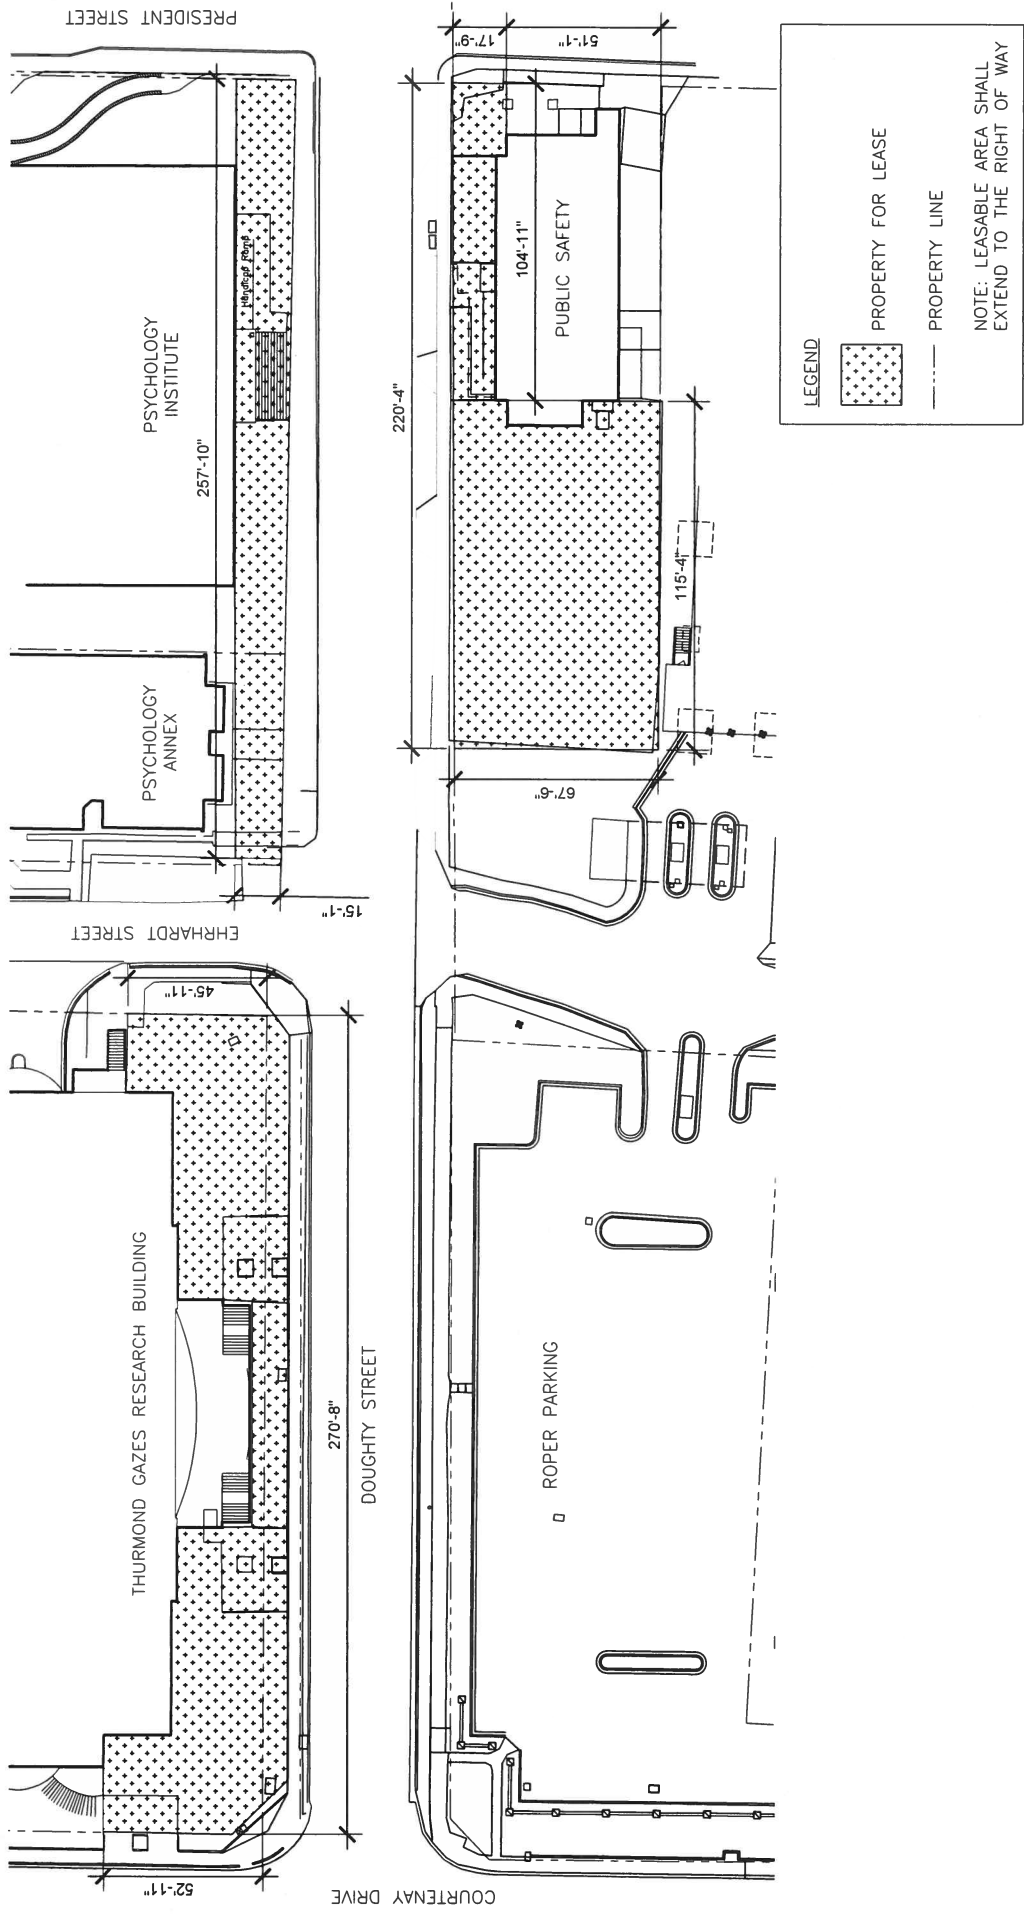 PRESIDENT STREET
17'-9"
51'-1"
Handicap Ramp
PSYCHOLOGY
INSTITUTE
257'-10"
220'-4"
104'-11"
PUBLIC SAFETY
LEGEND
PROPERTY FOR LEASE
PROPERTY LINE
NOTE: LEASABLE AREA SHALL
EXTEND TO THE RIGHT OF WAY
115'-4"
PSYCHOLOGY
ANNEX
67'-6"
15'-1"
EHRHARDT STREET
45'-11"
THURMOND GAZES RESEARCH BUILDING
270'-8"
DOUGHTY STREET
ROPER PARKING
52'-11"
COURTENAY DRIVE